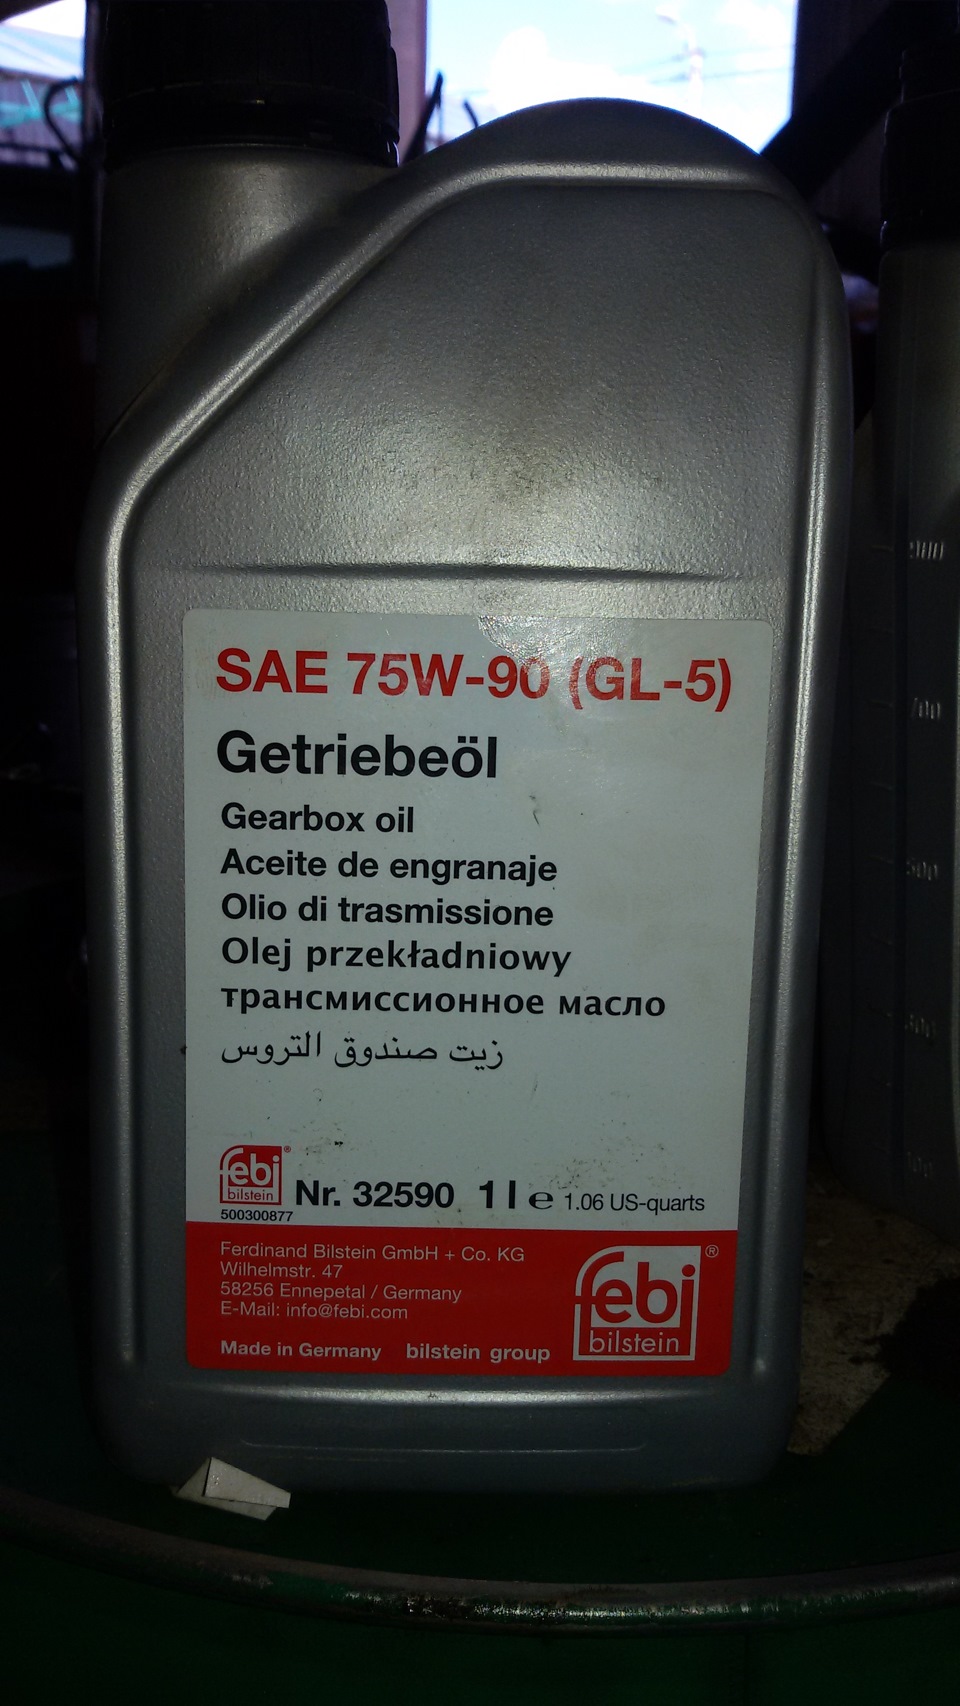 SAE 75W-90 (GL-5)
Getriebeöl
Gearbox oil
Aceite de engranaje
Olio di trasmissione
Olej przekładniowy
трансмиссионное масло
زيت صندوق التروس
febi®
bilstein
500300877
Nr. 32590 1 l e 1.06 US-quarts
Ferdinand Bilstein GmbH + Co. KG
Wilhelmstr. 47
58256 Ennepetal / Germany
E-Mail: info@febi.com
Made in Germany bilstein group
febi®
bilstein